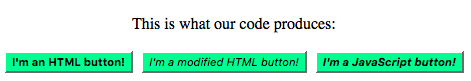 This is what our code produces:
I'm an HTML button! I'm a modified HTML button! I'm a JavaScript button!